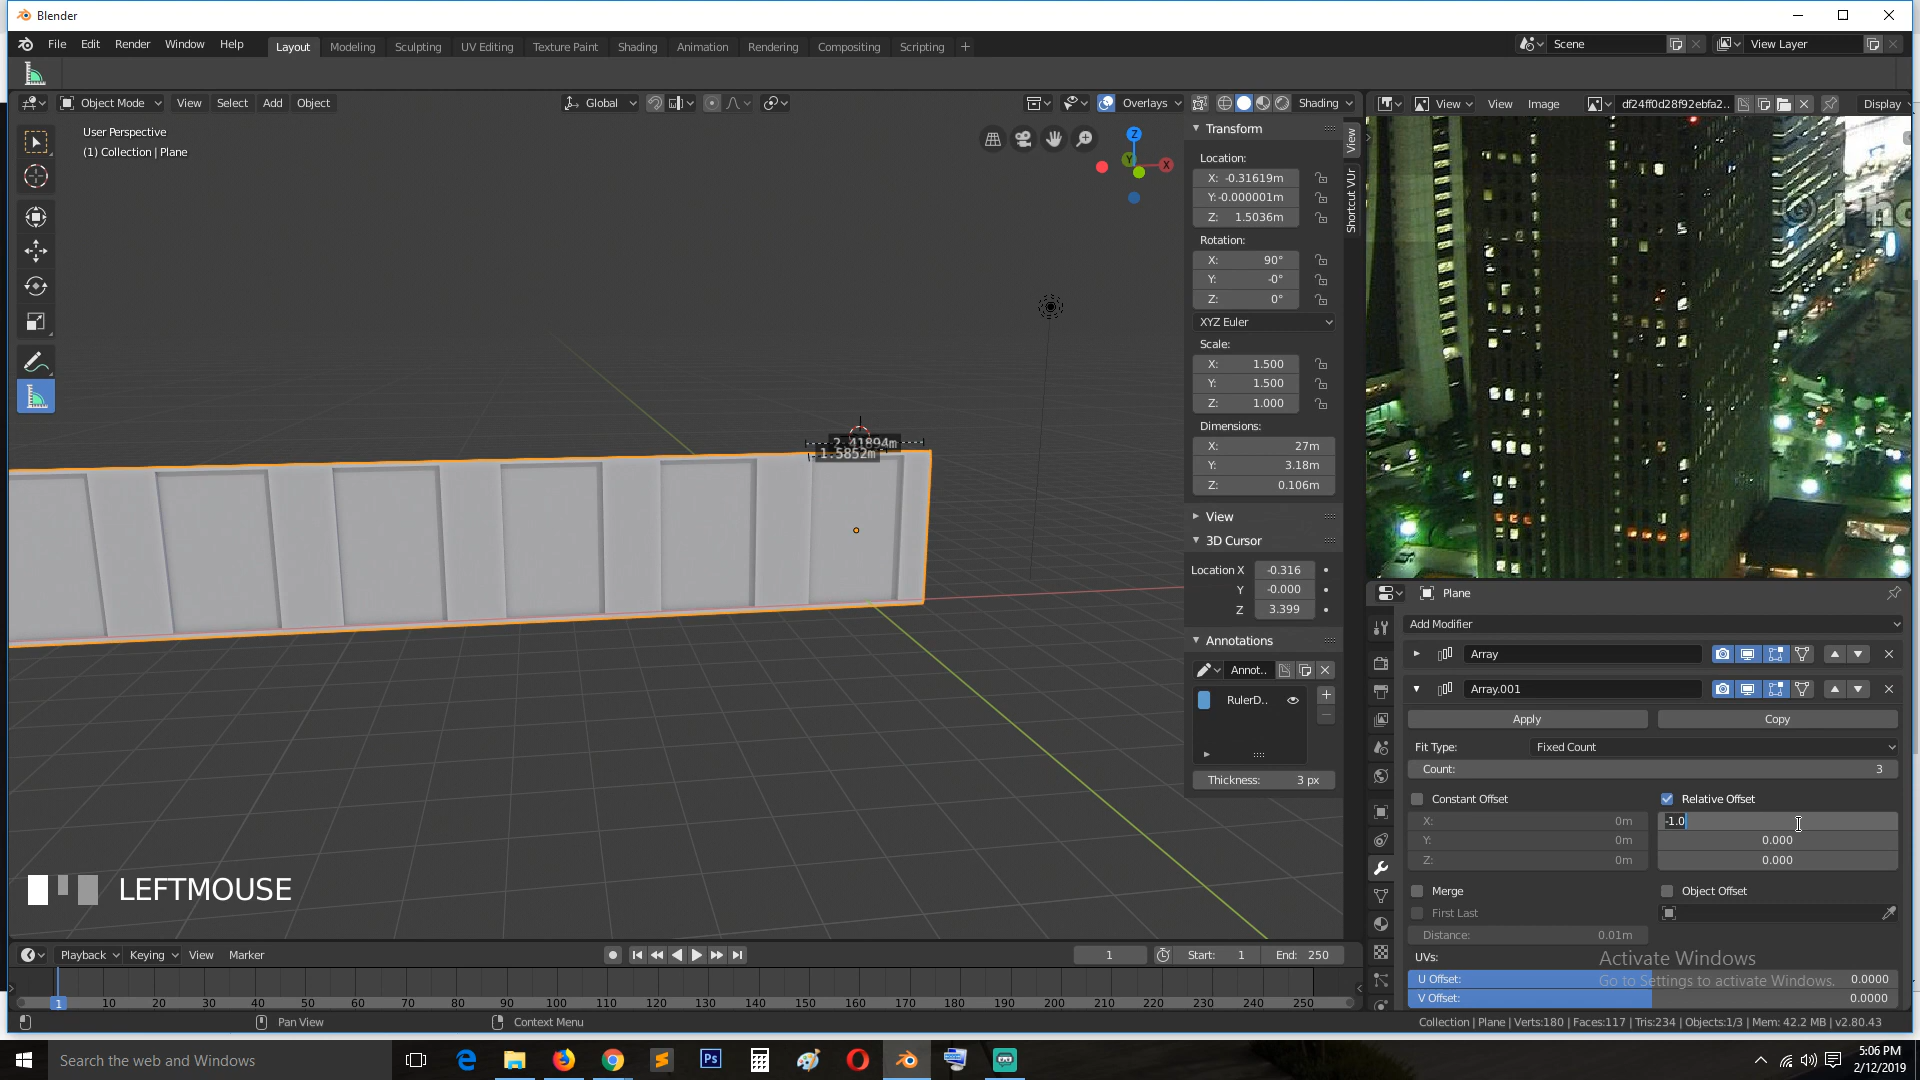 Blender
File Edit Render Window Help Layout Modeling Sculpting UV Editing Texture Paint Shading Animation Rendering Compositing Scripting + Scene View Layer
Object Mode View Select Add Object Global Overlays Shading View View Image df24ff0d28f92ebfa2.. Display
User Perspective
(1) Collection | Plane
Z
Y
X
2.41894m
1.5852m
View
Shortcut VUr
Transform
Location:
X: -0.31619m
Y:-0.000001m
Z: 1.5036m
Rotation:
X: 90°
Y: -0°
Z: 0°
XYZ Euler
Scale:
X: 1.500
Y: 1.500
Z: 1.000
Dimensions:
X: 27m
Y: 3.18m
Z: 0.106m
View
3D Cursor
Location X -0.316
Y -0.000
Z 3.399
Annotations
Annot..
RulerD..
Thickness: 3 px
Plane
Add Modifier
Array
Array.001
Apply Copy
Fit Type: Fixed Count
Count: 3
Constant Offset Relative Offset
X: 0m -1.0
Y: 0m 0.000
Z: 0m 0.000
Merge Object Offset
First Last
Distance: 0.01m
UVs:
U Offset: 0.0000
V Offset: 0.0000
Activate Windows
Go to Settings to activate Windows.
LEFTMOUSE
Playback Keying View Marker 1 Start: 1 End: 250
1 10 20 30 40 50 60 70 80 90 100 110 120 130 140 150 160 170 180 190 200 210 220 230 240 250
Pan View Context Menu Collection | Plane | Verts:180 | Faces:117 | Tris:234 | Objects:1/3 | Mem: 42.2 MB | v2.80.43
Search the web and Windows
Ps
5:06 PM
2/12/2019